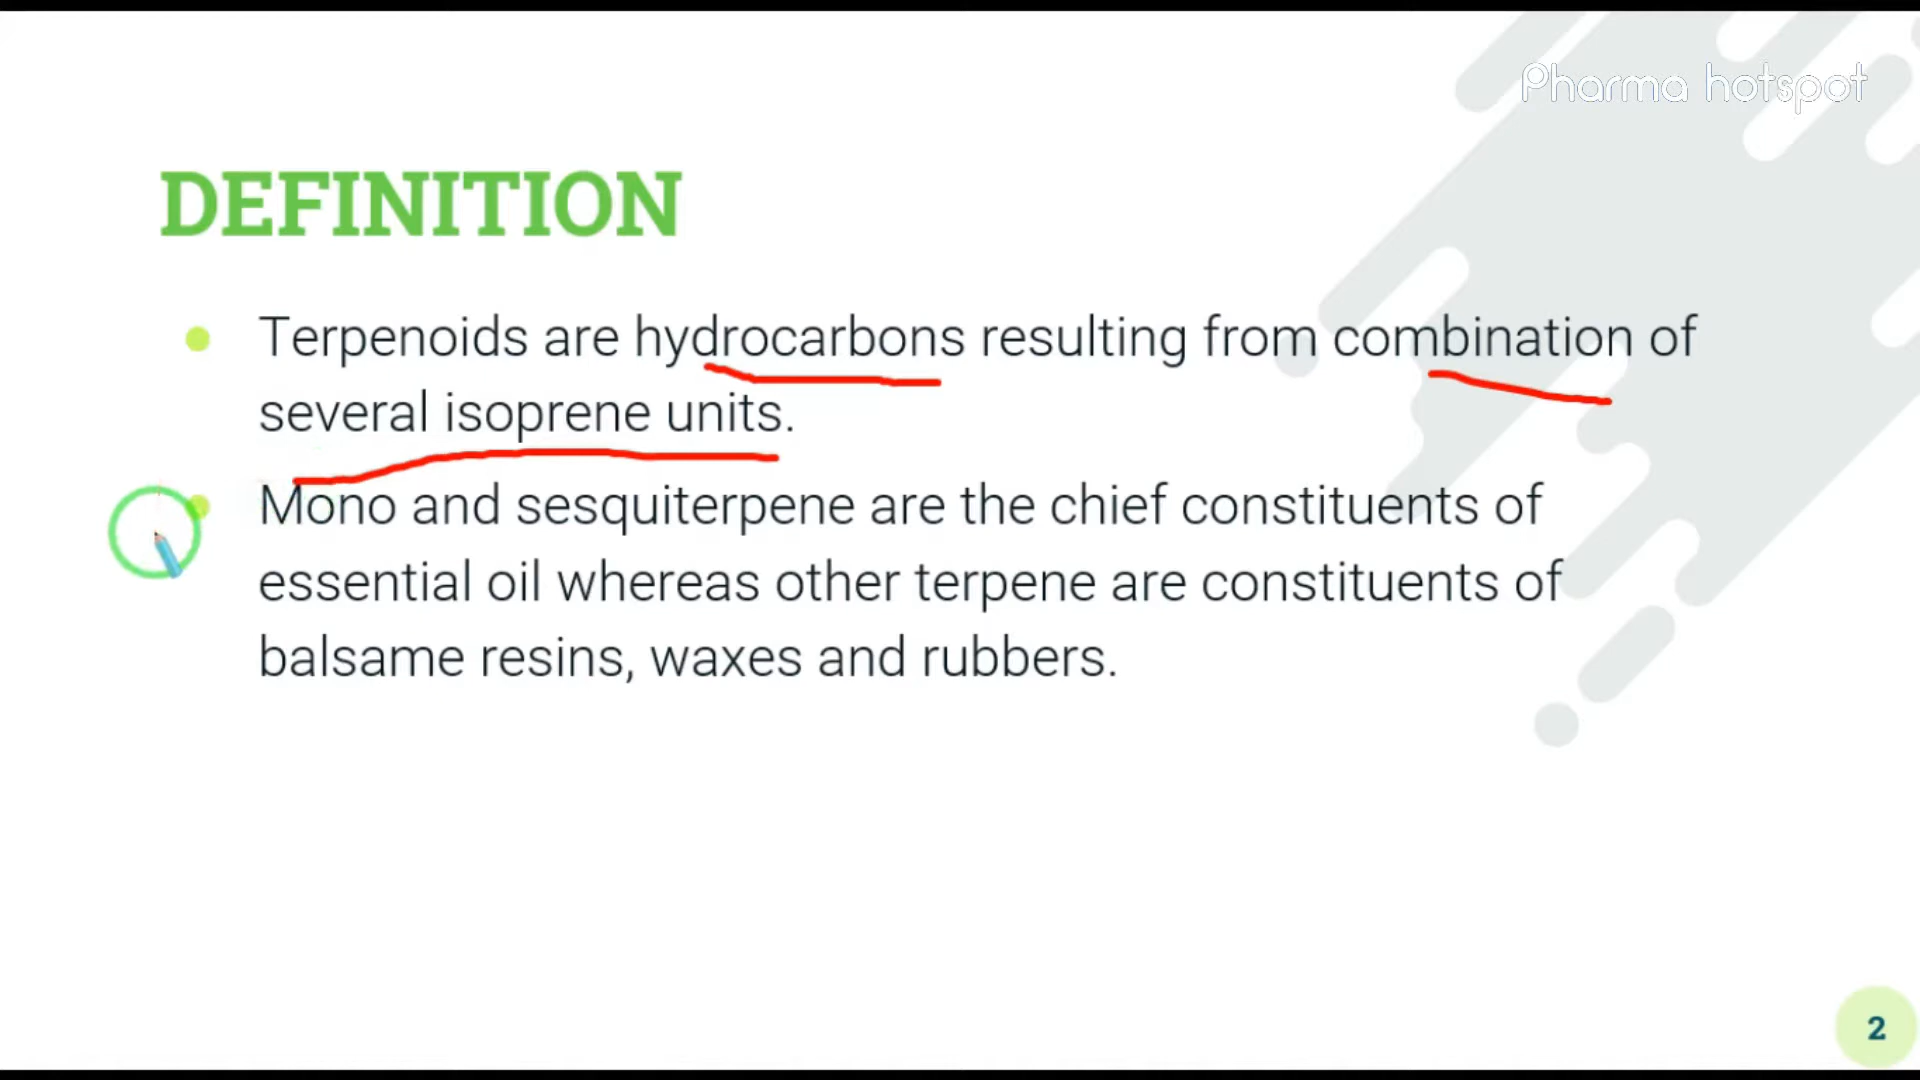 Pharma hotspot
DEFINITION
Terpenoids are hydrocarbons resulting from combination of
several isoprene units.
Mono and sesquiterpene are the chief constituents of
essential oil whereas other terpene are constituents of
balsame resins, waxes and rubbers.
2